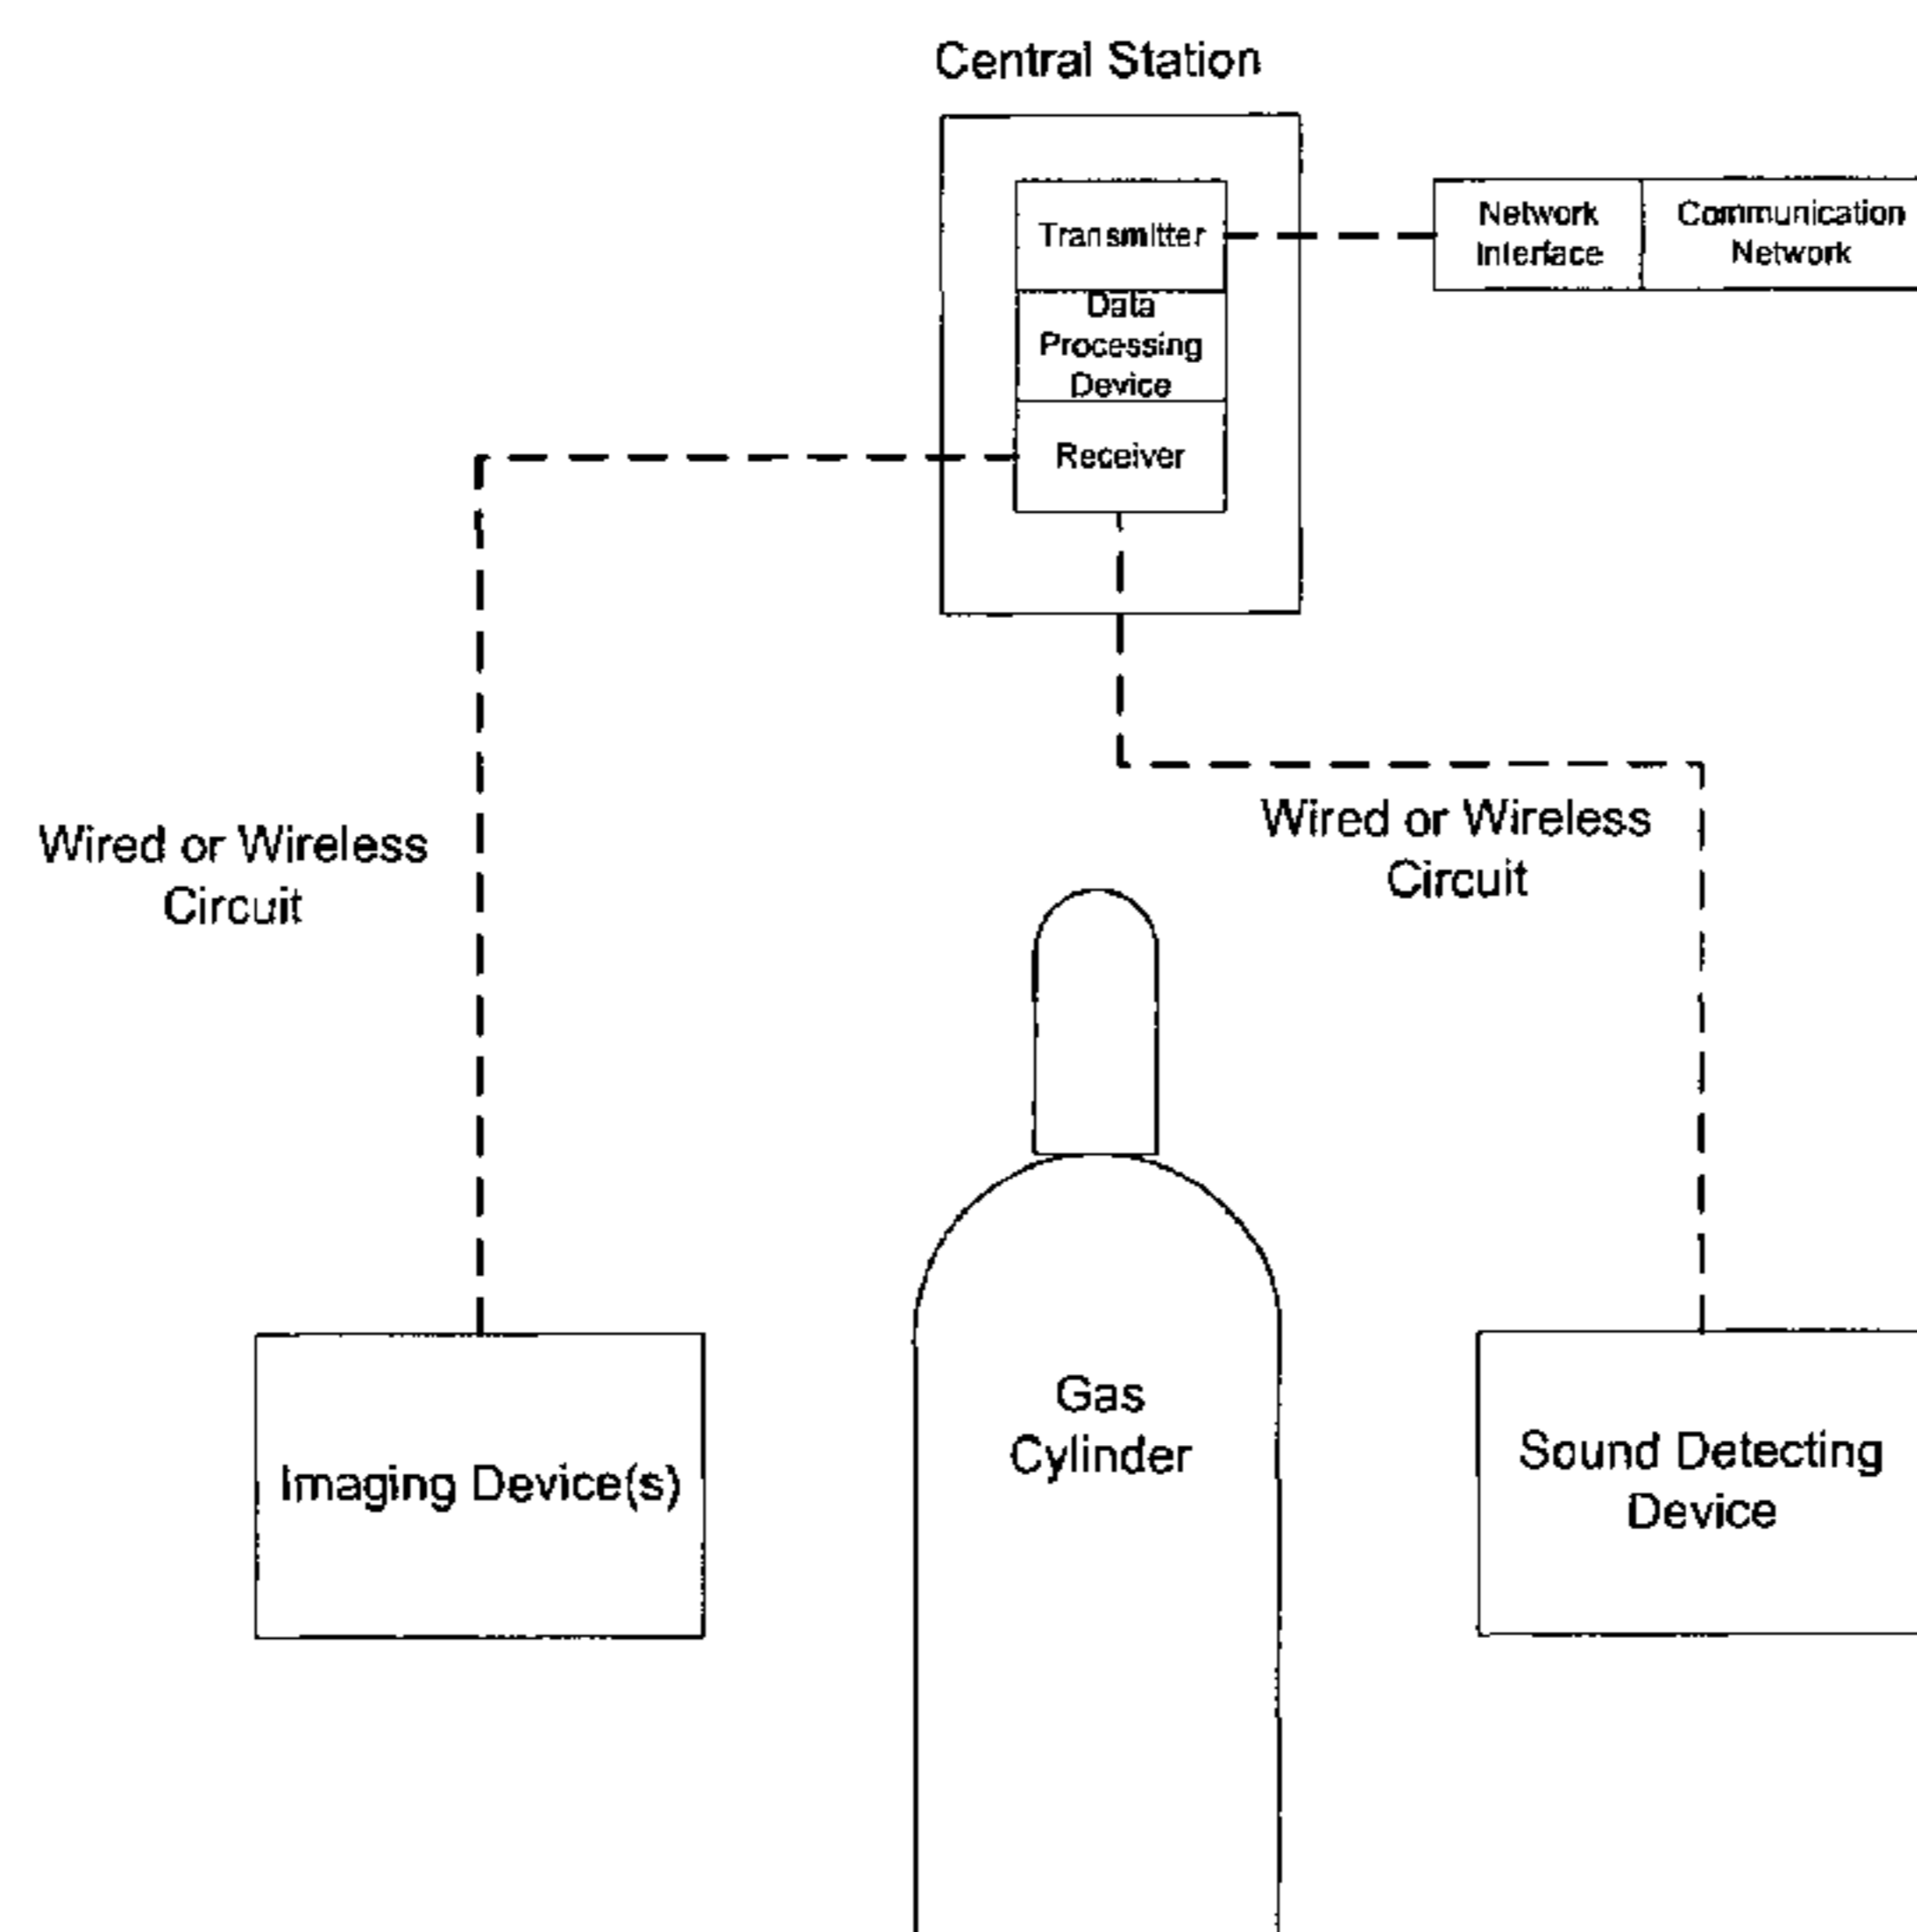 Central Station
Transmitter
Network
Interface
Communication
Network
Data
Processing
Device
Receiver
Wired or Wireless
Circuit
Wired or Wireless
Circuit
Gas
Cylinder
Imaging Device(s)
Sound Detecting
Device